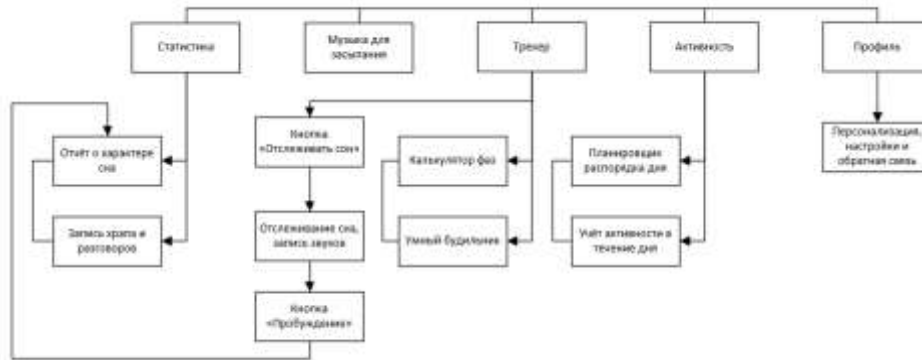 Статистика
Музыка для
засыпания
Тренер
Активность
Профиль
Отчёт о характере
сна
Запись храпа и
разговоров
Кнопка
«Отслеживать сон»
Отслеживание сна,
запись звуков
Кнопка
«Пробуждение»
Калькулятор фаз
Умный будильник
Планировщик
распорядка дня
Учёт активности в
течение дня
Персонализация,
настройки и
обратная связь